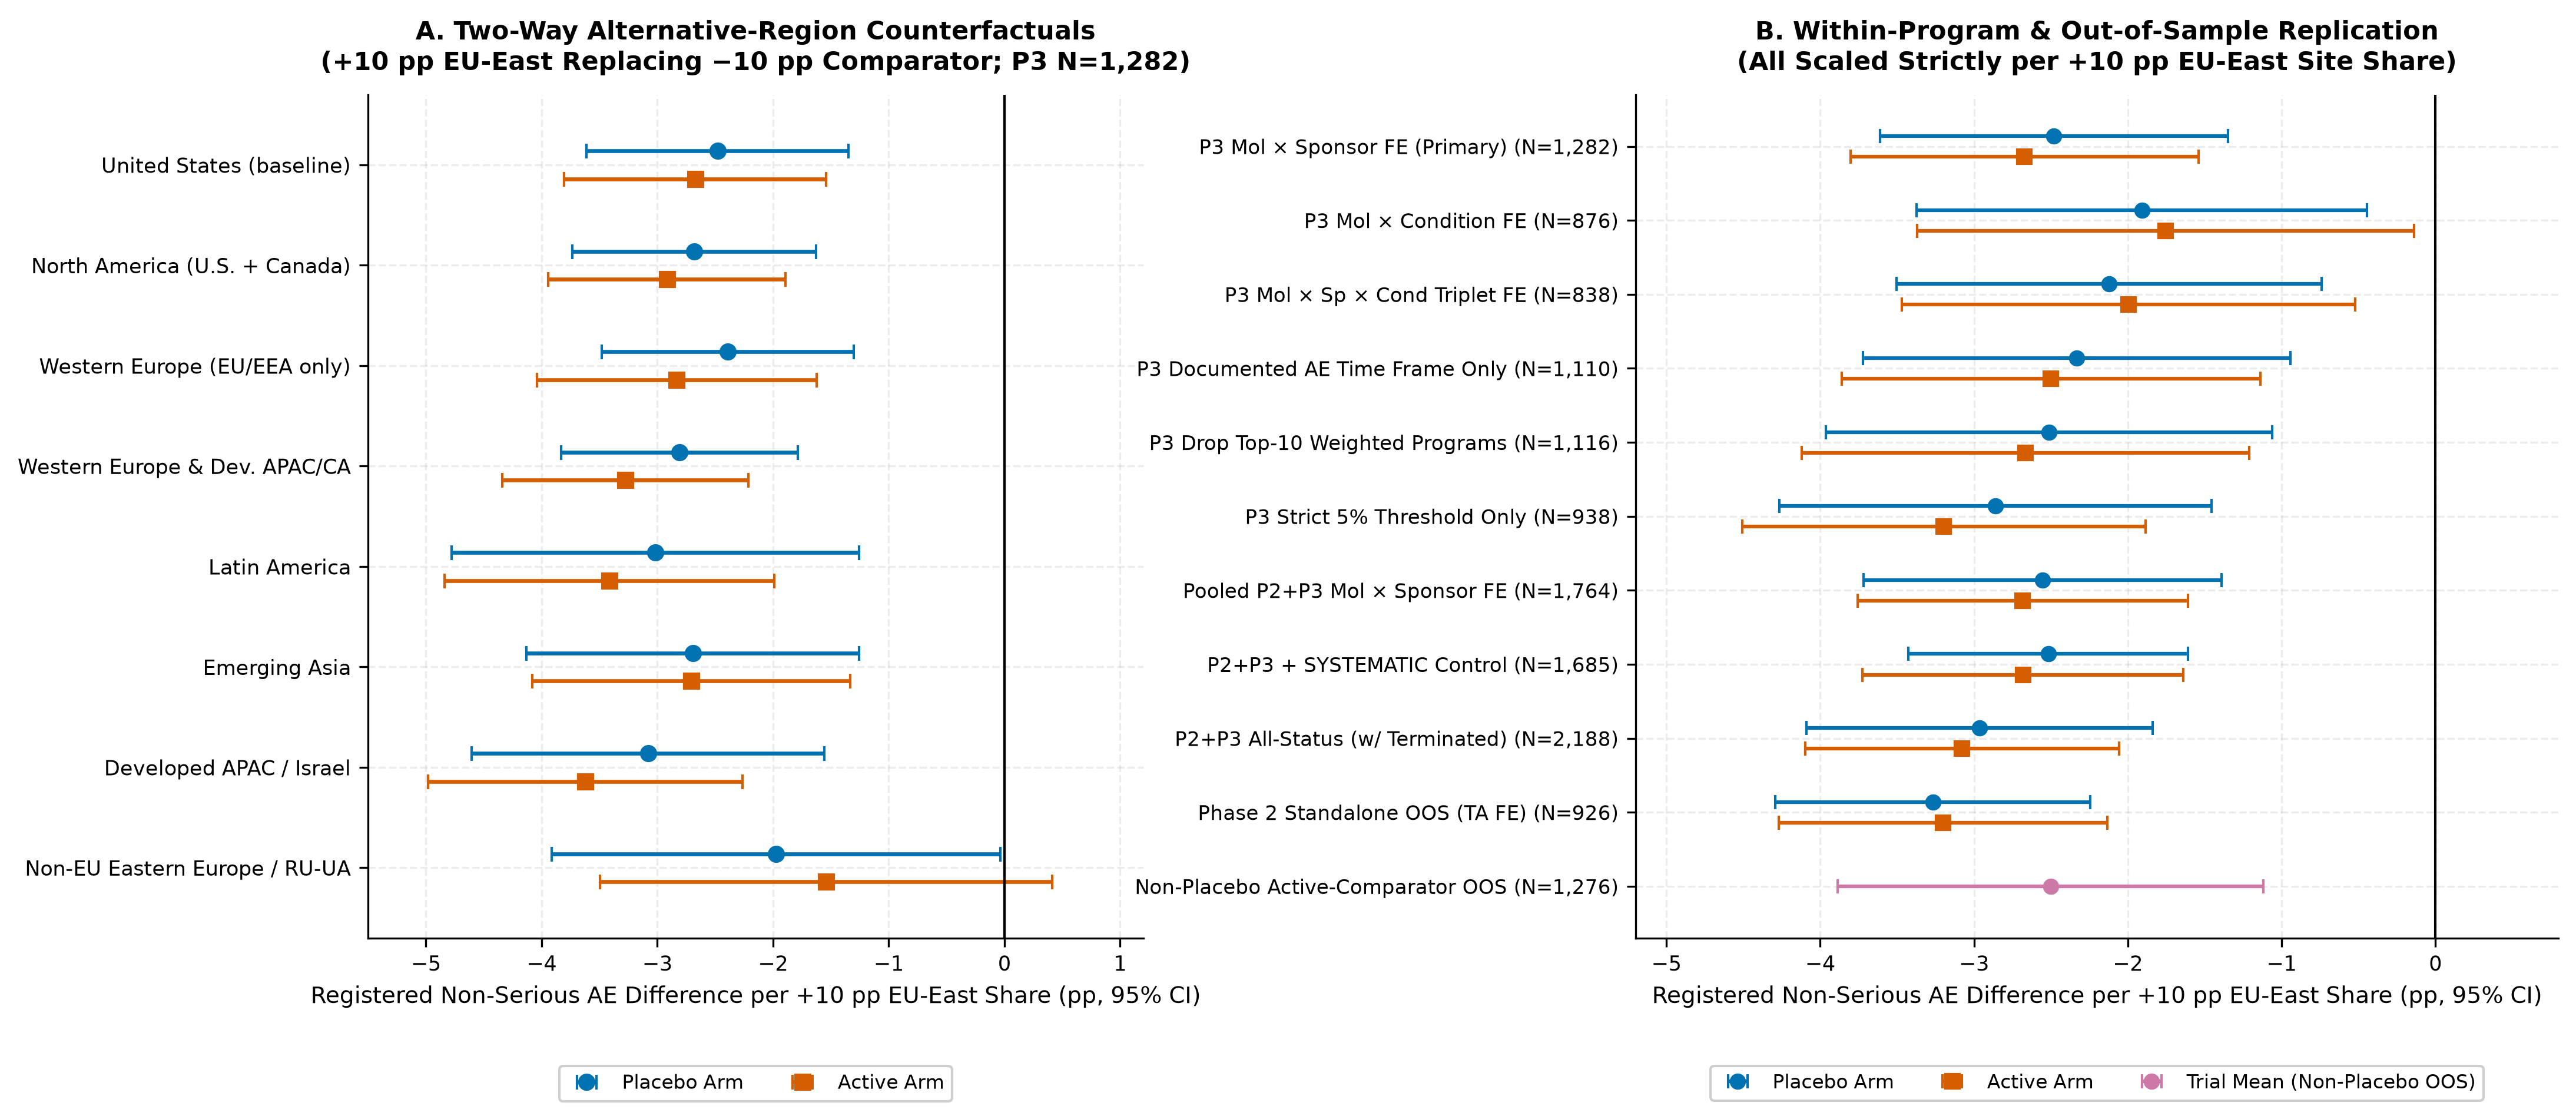 A. Two-Way Alternative-Region Counterfactuals
(+10 pp EU-East Replacing −10 pp Comparator; P3 N=1,282)
United States (baseline)
North America (U.S. + Canada)
Western Europe (EU/EEA only)
Western Europe & Dev. APAC/CA
Latin America
Emerging Asia
Developed APAC / Israel
Non-EU Eastern Europe / RU-UA
−5 −4 −3 −2 −1 0 1
Registered Non-Serious AE Difference per +10 pp EU-East Share (pp, 95% CI)
Placebo Arm Active Arm
B. Within-Program & Out-of-Sample Replication
(All Scaled Strictly per +10 pp EU-East Site Share)
P3 Mol × Sponsor FE (Primary) (N=1,282)
P3 Mol × Condition FE (N=876)
P3 Mol × Sp × Cond Triplet FE (N=838)
P3 Documented AE Time Frame Only (N=1,110)
P3 Drop Top-10 Weighted Programs (N=1,116)
P3 Strict 5% Threshold Only (N=938)
Pooled P2+P3 Mol × Sponsor FE (N=1,764)
P2+P3 + SYSTEMATIC Control (N=1,685)
P2+P3 All-Status (w/ Terminated) (N=2,188)
Phase 2 Standalone OOS (TA FE) (N=926)
Non-Placebo Active-Comparator OOS (N=1,276)
−5 −4 −3 −2 −1 0
Registered Non-Serious AE Difference per +10 pp EU-East Share (pp, 95% CI)
Placebo Arm Active Arm Trial Mean (Non-Placebo OOS)